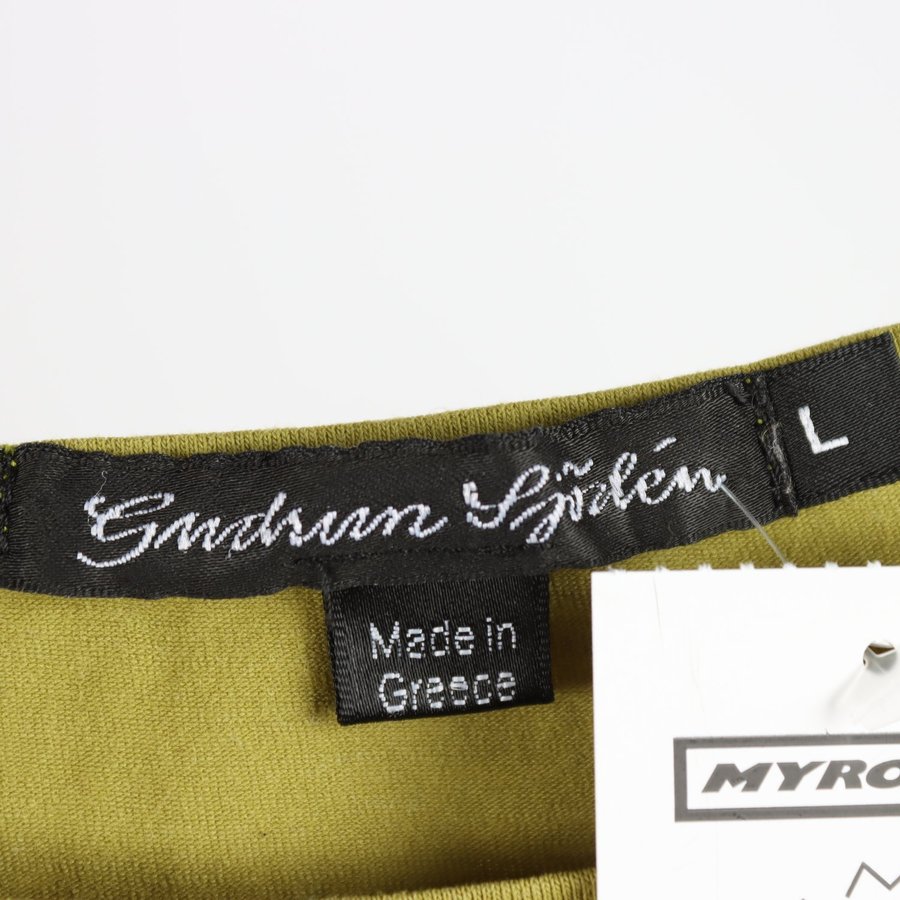 Gudrun Sjödén
L
Made in
Greece
MYRO